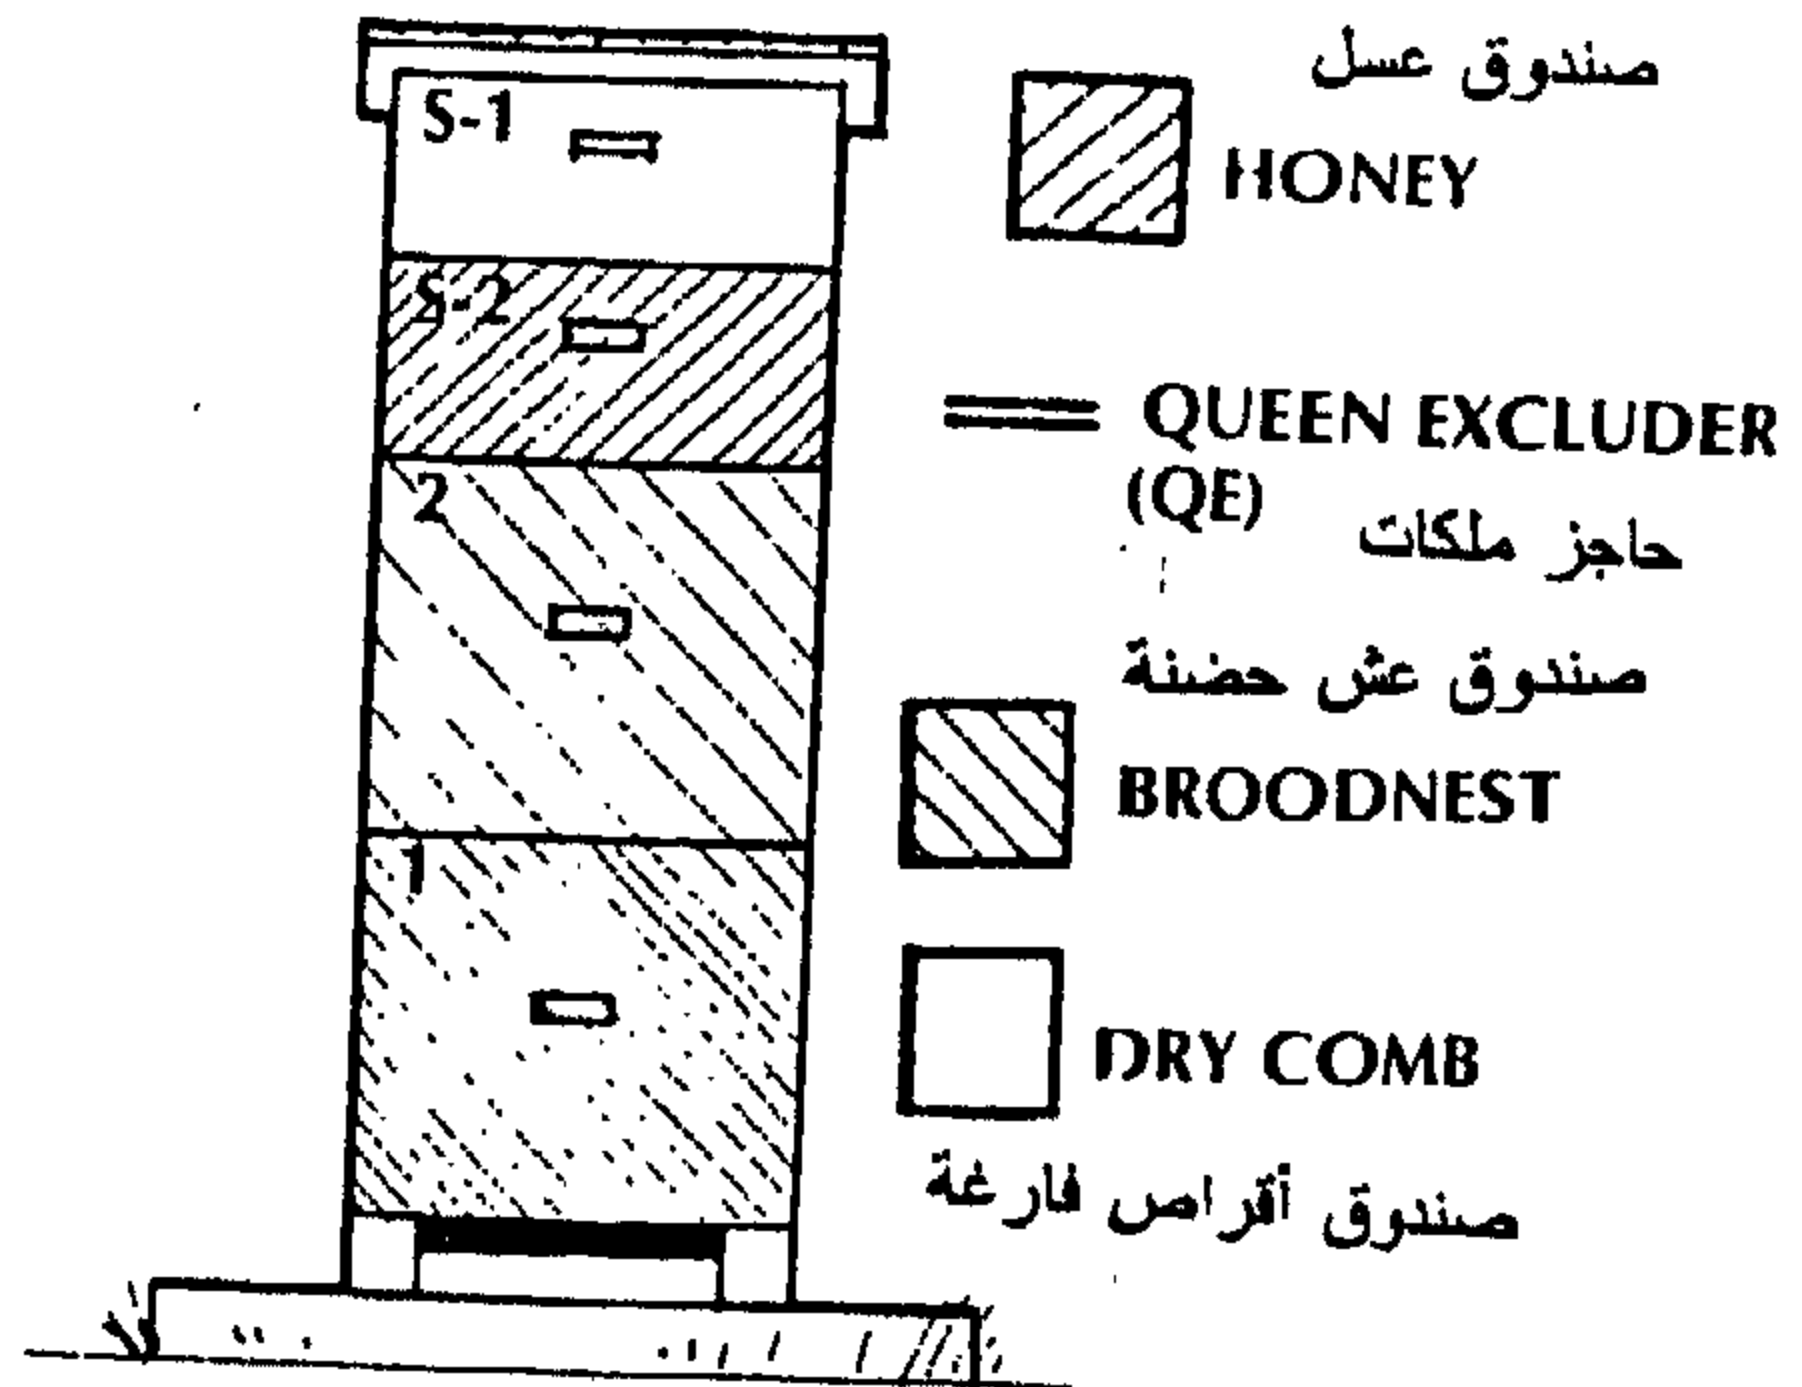 S-1
S-2
2
1
صندوق عسل
HONEY
QUEEN EXCLUDER
(QE)
حاجز ملكات
صندوق عش حضنة
BROODNEST
DRY COMB
صندوق أقراص فارغة